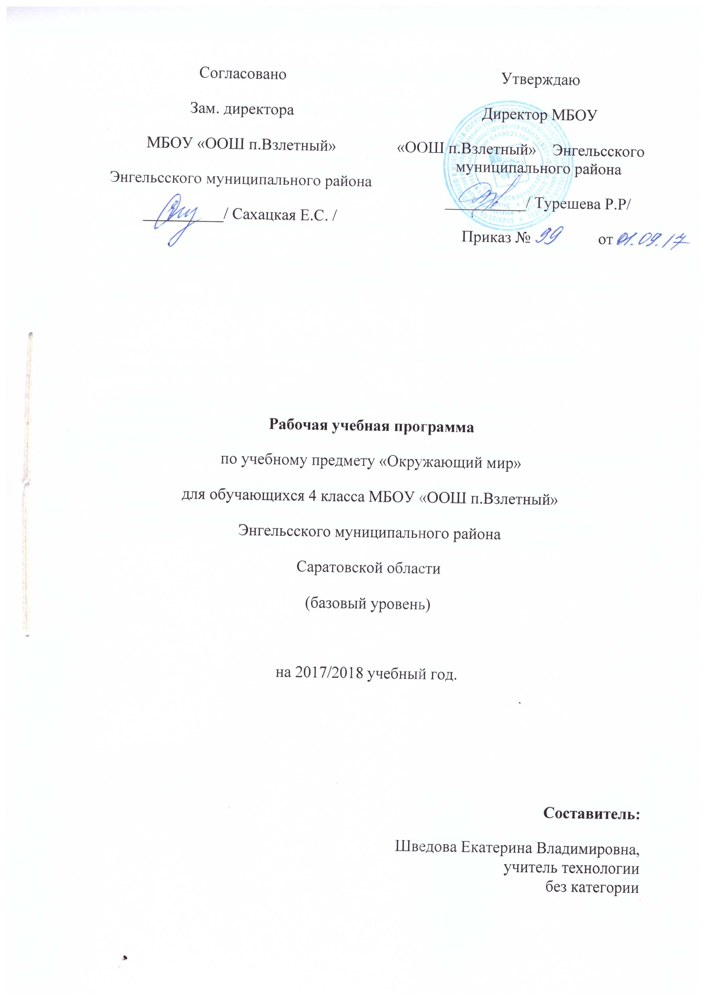 Согласовано
Зам. директора
МБОУ «ООШ п.Взлетный»
Энгельсского муниципального района
/ Сахацкая Е.С. /
Утверждаю
Директор МБОУ
«ООШ п.Взлетный» Энгельсского
муниципального района
/ Турешева Р.Р/
Приказ № 99 от 01.09.17
Рабочая учебная программа
по учебному предмету «Окружающий мир»
для обучающихся 4 класса МБОУ «ООШ п.Взлетный»
Энгельсского муниципального района
Саратовской области
(базовый уровень)
на 2017/2018 учебный год.
Составитель:
Шведова Екатерина Владимировна,
учитель технологии
без категории